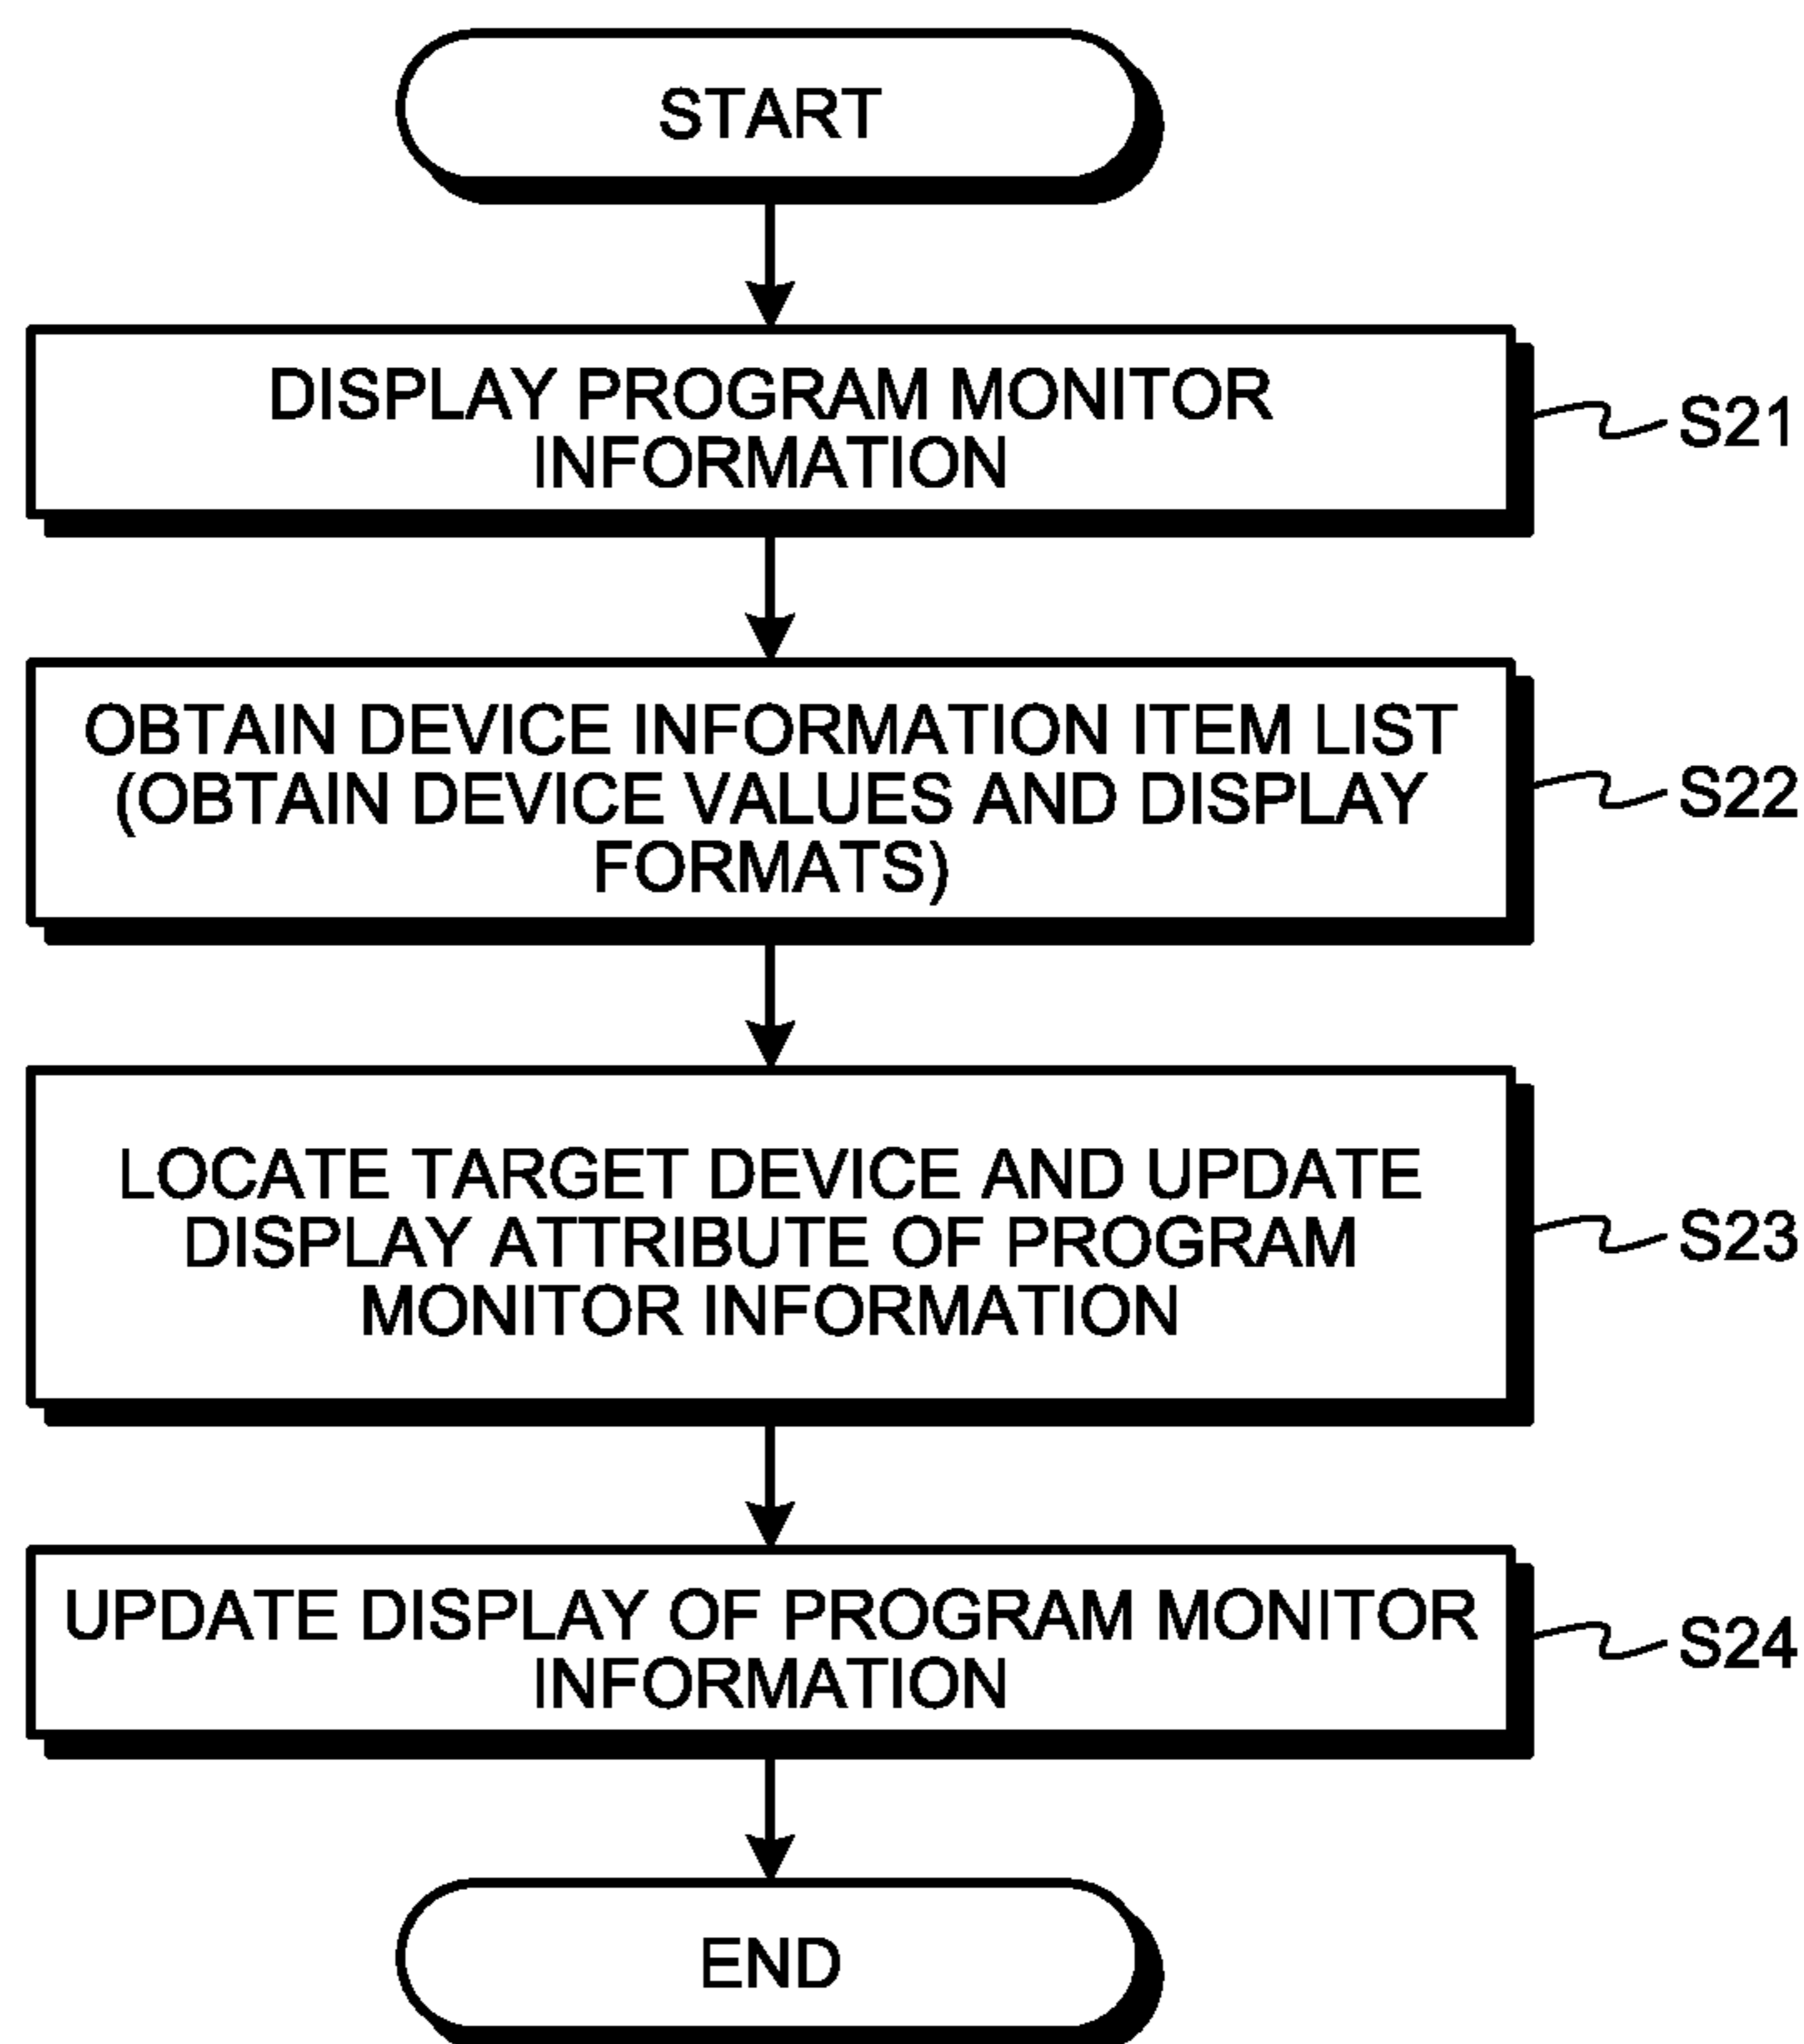 START
DISPLAY PROGRAM MONITOR
INFORMATION
S21
OBTAIN DEVICE INFORMATION ITEM LIST
(OBTAIN DEVICE VALUES AND DISPLAY
FORMATS)
S22
LOCATE TARGET DEVICE AND UPDATE
DISPLAY ATTRIBUTE OF PROGRAM
MONITOR INFORMATION
S23
UPDATE DISPLAY OF PROGRAM MONITOR
INFORMATION
S24
END